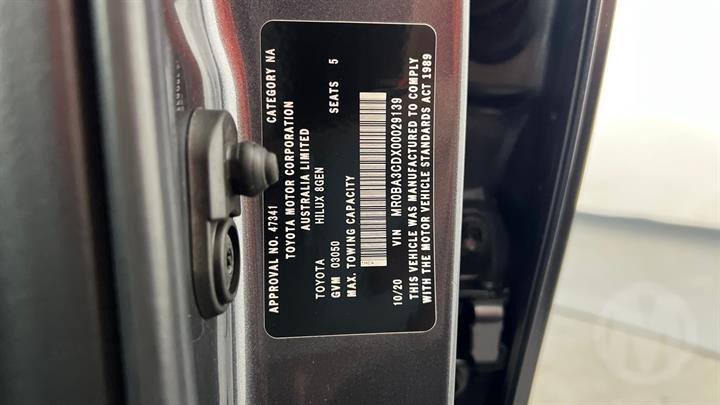 APPROVAL NO. 47341 CATEGORY NA
TOYOTA MOTOR CORPORATION
AUSTRALIA LIMITED
TOYOTA HILUX 8GEN
GVM 03050 SEATS 5
MAX. TOWING CAPACITY
10/20 VIN MR0BA3CDX00029139
THIS VEHICLE WAS MANUFACTURED TO COMPLY
WITH THE MOTOR VEHICLE STANDARDS ACT 1989